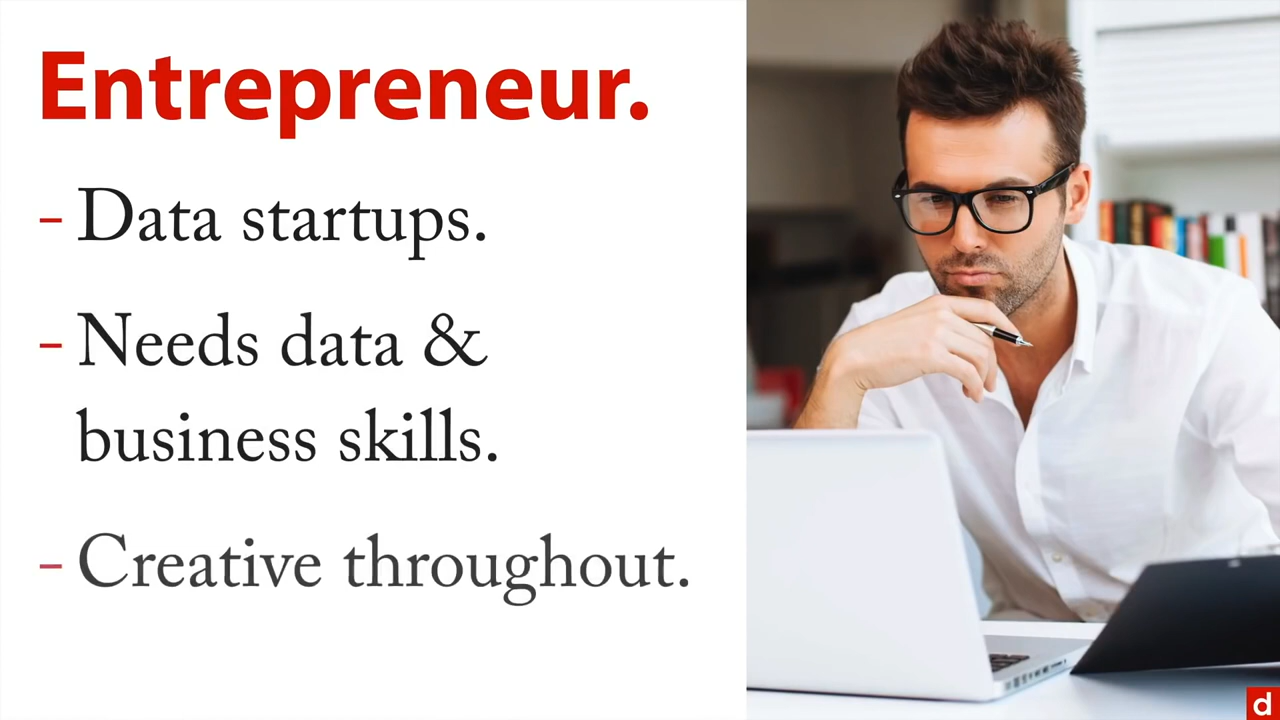 Entrepreneur.
- Data startups.
- Needs data &
business skills.
- Creative throughout.
d